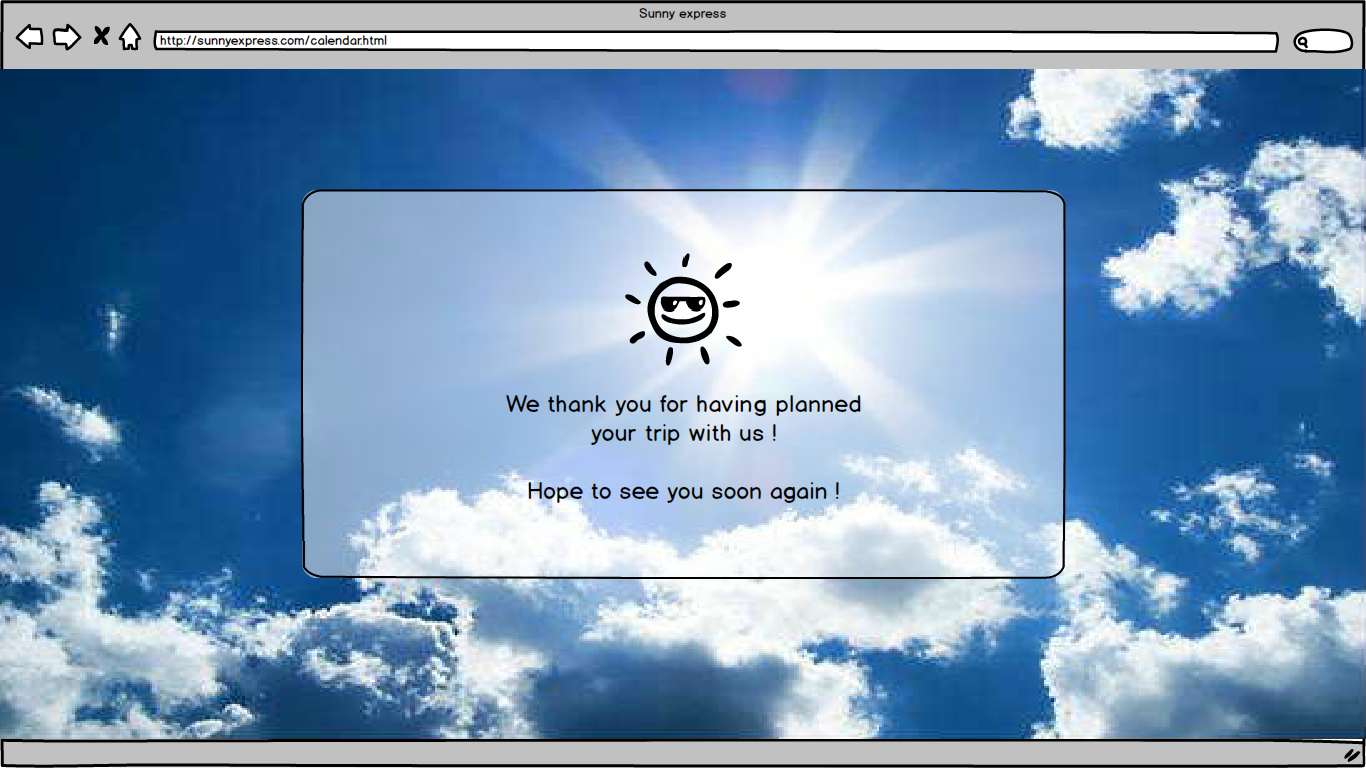 Sunny express
http://sunnyexpress.com/calendar.html
We thank you for having planned
your trip with us !
Hope to see you soon again !